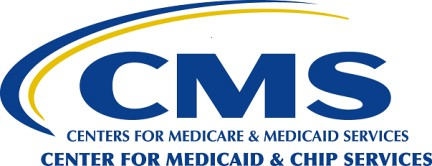 CMS
CENTERS FOR MEDICARE & MEDICAID SERVICES
CENTER FOR MEDICAID & CHIP SERVICES